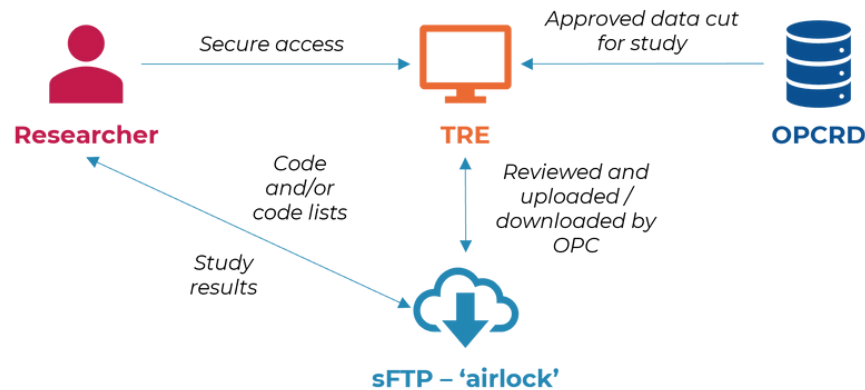 Secure access
Approved data cut
for study
Researcher
TRE
OPCRD
Code
and/or
code lists
Reviewed and
uploaded /
downloaded by
OPC
Study
results
sFTP – ‘airlock’